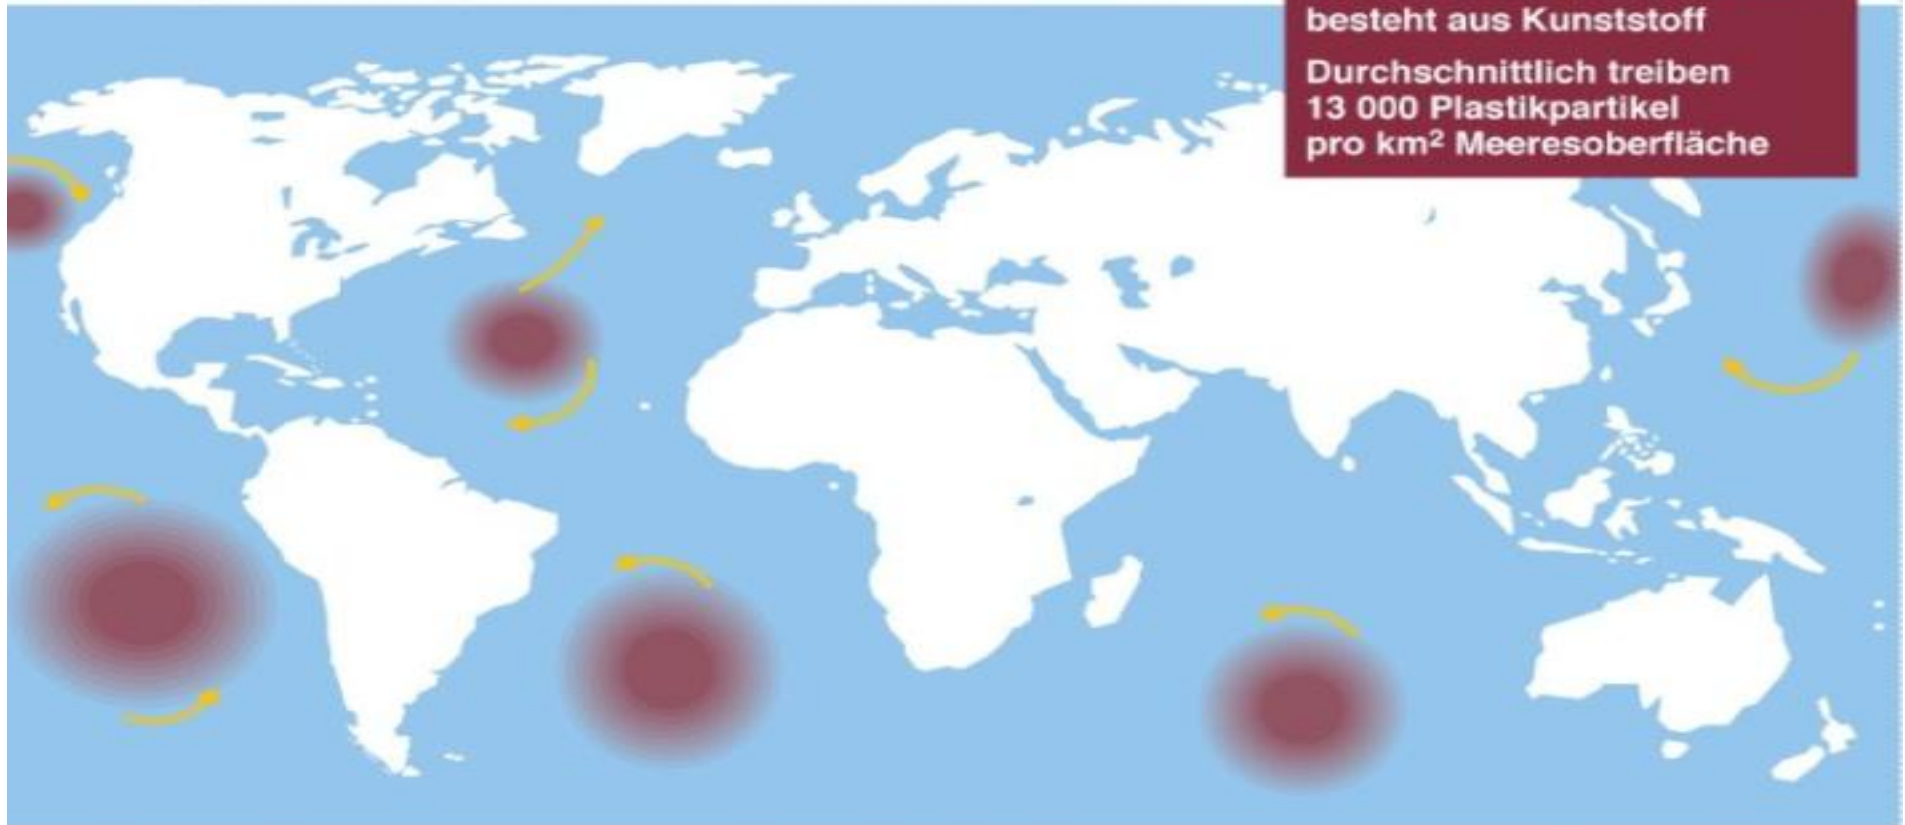 besteht aus Kunststoff
Durchschnittlich treiben
13 000 Plastikpartikel
pro km² Meeresoberfläche